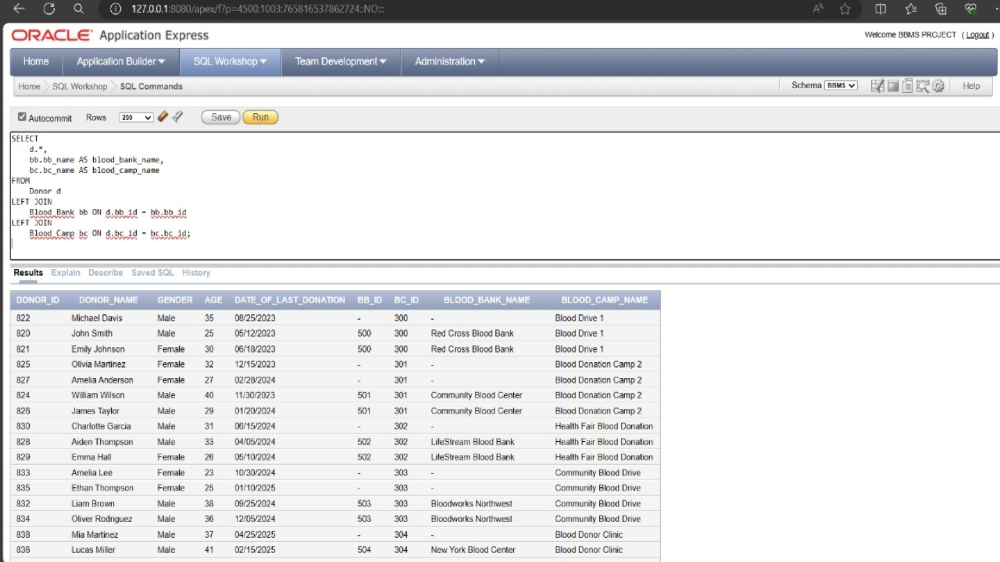 127.0.0.1:8080/apex/f?p=4500:1003:765816537862724::NO:::
ORACLE Application Express
Welcome BBMS PROJECT ( Logout )
Home Application Builder SQL Workshop Team Development Administration
Home SQL Workshop SQL Commands Schema BBMS Help
Autocommit Rows 200 Save Run
SELECT
d.*,
bb.bb_name AS blood_bank_name,
bc.bc_name AS blood_camp_name
FROM
Donor d
LEFT JOIN
Blood_Bank bb ON d.bb_id = bb.bb_id
LEFT JOIN
Blood_Camp bc ON d.bc_id = bc.bc_id;
Results Explain Describe Saved SQL History
DONOR_ID DONOR_NAME GENDER AGE DATE_OF_LAST_DONATION BB_ID BC_ID BLOOD_BANK_NAME BLOOD_CAMP_NAME
822 Michael Davis Male 35 08/25/2023 - 300 - Blood Drive 1
820 John Smith Male 25 05/12/2023 500 300 Red Cross Blood Bank Blood Drive 1
821 Emily Johnson Female 30 06/18/2023 500 300 Red Cross Blood Bank Blood Drive 1
825 Olivia Martinez Female 32 12/15/2023 - 301 - Blood Donation Camp 2
827 Amelia Anderson Female 27 02/28/2024 - 301 - Blood Donation Camp 2
824 William Wilson Male 40 11/30/2023 501 301 Community Blood Center Blood Donation Camp 2
826 James Taylor Male 29 01/20/2024 501 301 Community Blood Center Blood Donation Camp 2
830 Charlotte Garcia Male 31 06/15/2024 - 302 - Health Fair Blood Donation
828 Aiden Thompson Male 33 04/05/2024 502 302 LifeStream Blood Bank Health Fair Blood Donation
829 Emma Hall Female 26 05/10/2024 502 302 LifeStream Blood Bank Health Fair Blood Donation
833 Amelia Lee Female 23 10/30/2024 - 303 - Community Blood Drive
835 Ethan Thompson Female 25 01/10/2025 - 303 - Community Blood Drive
832 Liam Brown Male 38 09/25/2024 503 303 Bloodworks Northwest Community Blood Drive
834 Oliver Rodriguez Male 36 12/05/2024 503 303 Bloodworks Northwest Community Blood Drive
838 Mia Martinez Male 37 04/25/2025 - 304 - Blood Donor Clinic
836 Lucas Miller Male 41 02/15/2025 504 304 New York Blood Center Blood Donor Clinic